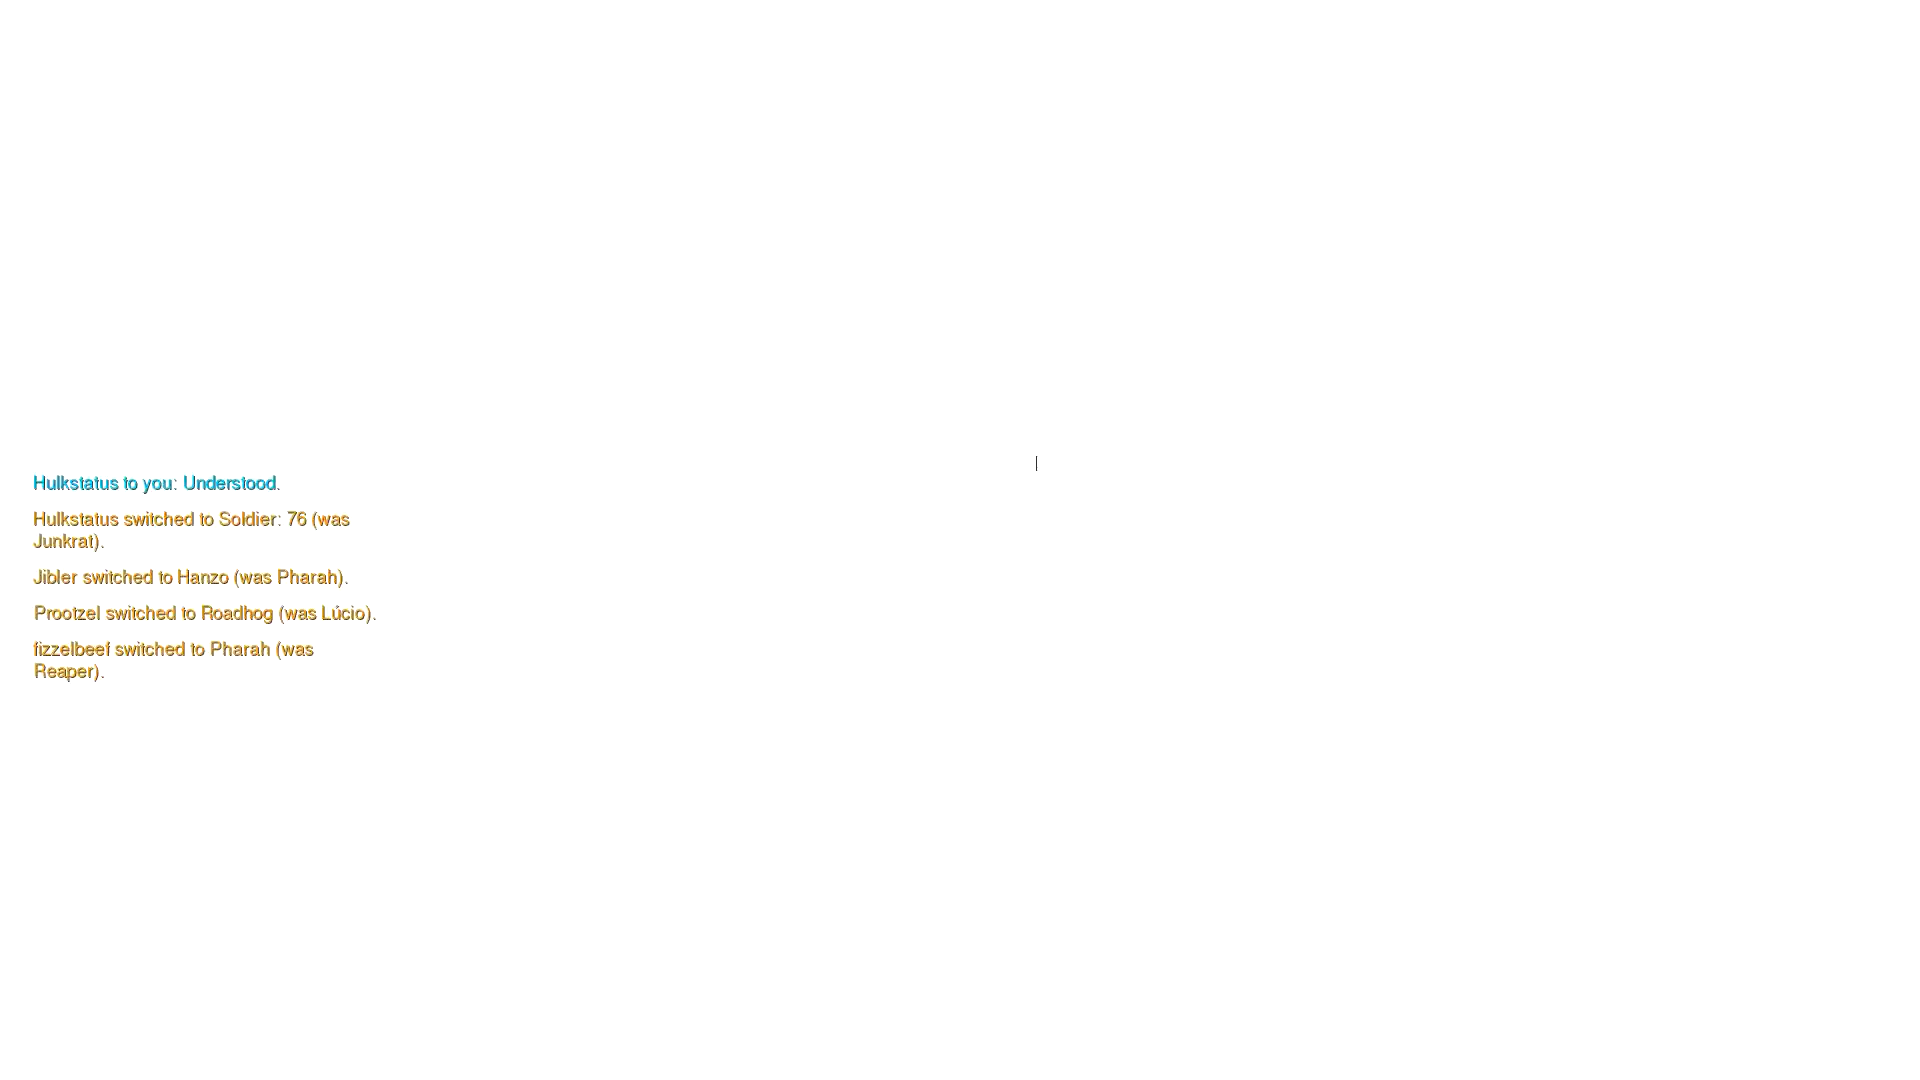 Hulkstatus to you: Understood.
Hulkstatus switched to Soldier: 76 (was
Junkrat).
Jibler switched to Hanzo (was Pharah).
Prootzel switched to Roadhog (was Lúcio).
fizzelbeef switched to Pharah (was
Reaper).